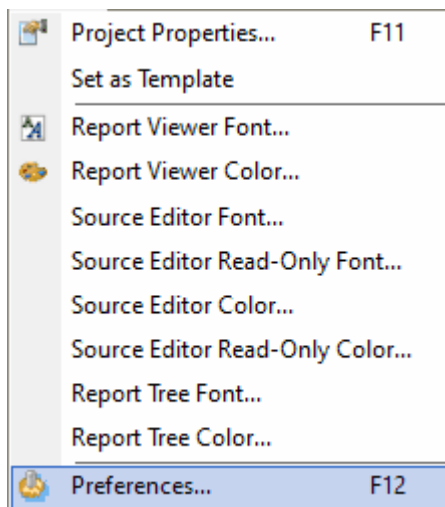 Project Properties... F11
Set as Template
Report Viewer Font...
Report Viewer Color...
Source Editor Font...
Source Editor Read-Only Font...
Source Editor Color...
Source Editor Read-Only Color...
Report Tree Font...
Report Tree Color...
Preferences... F12